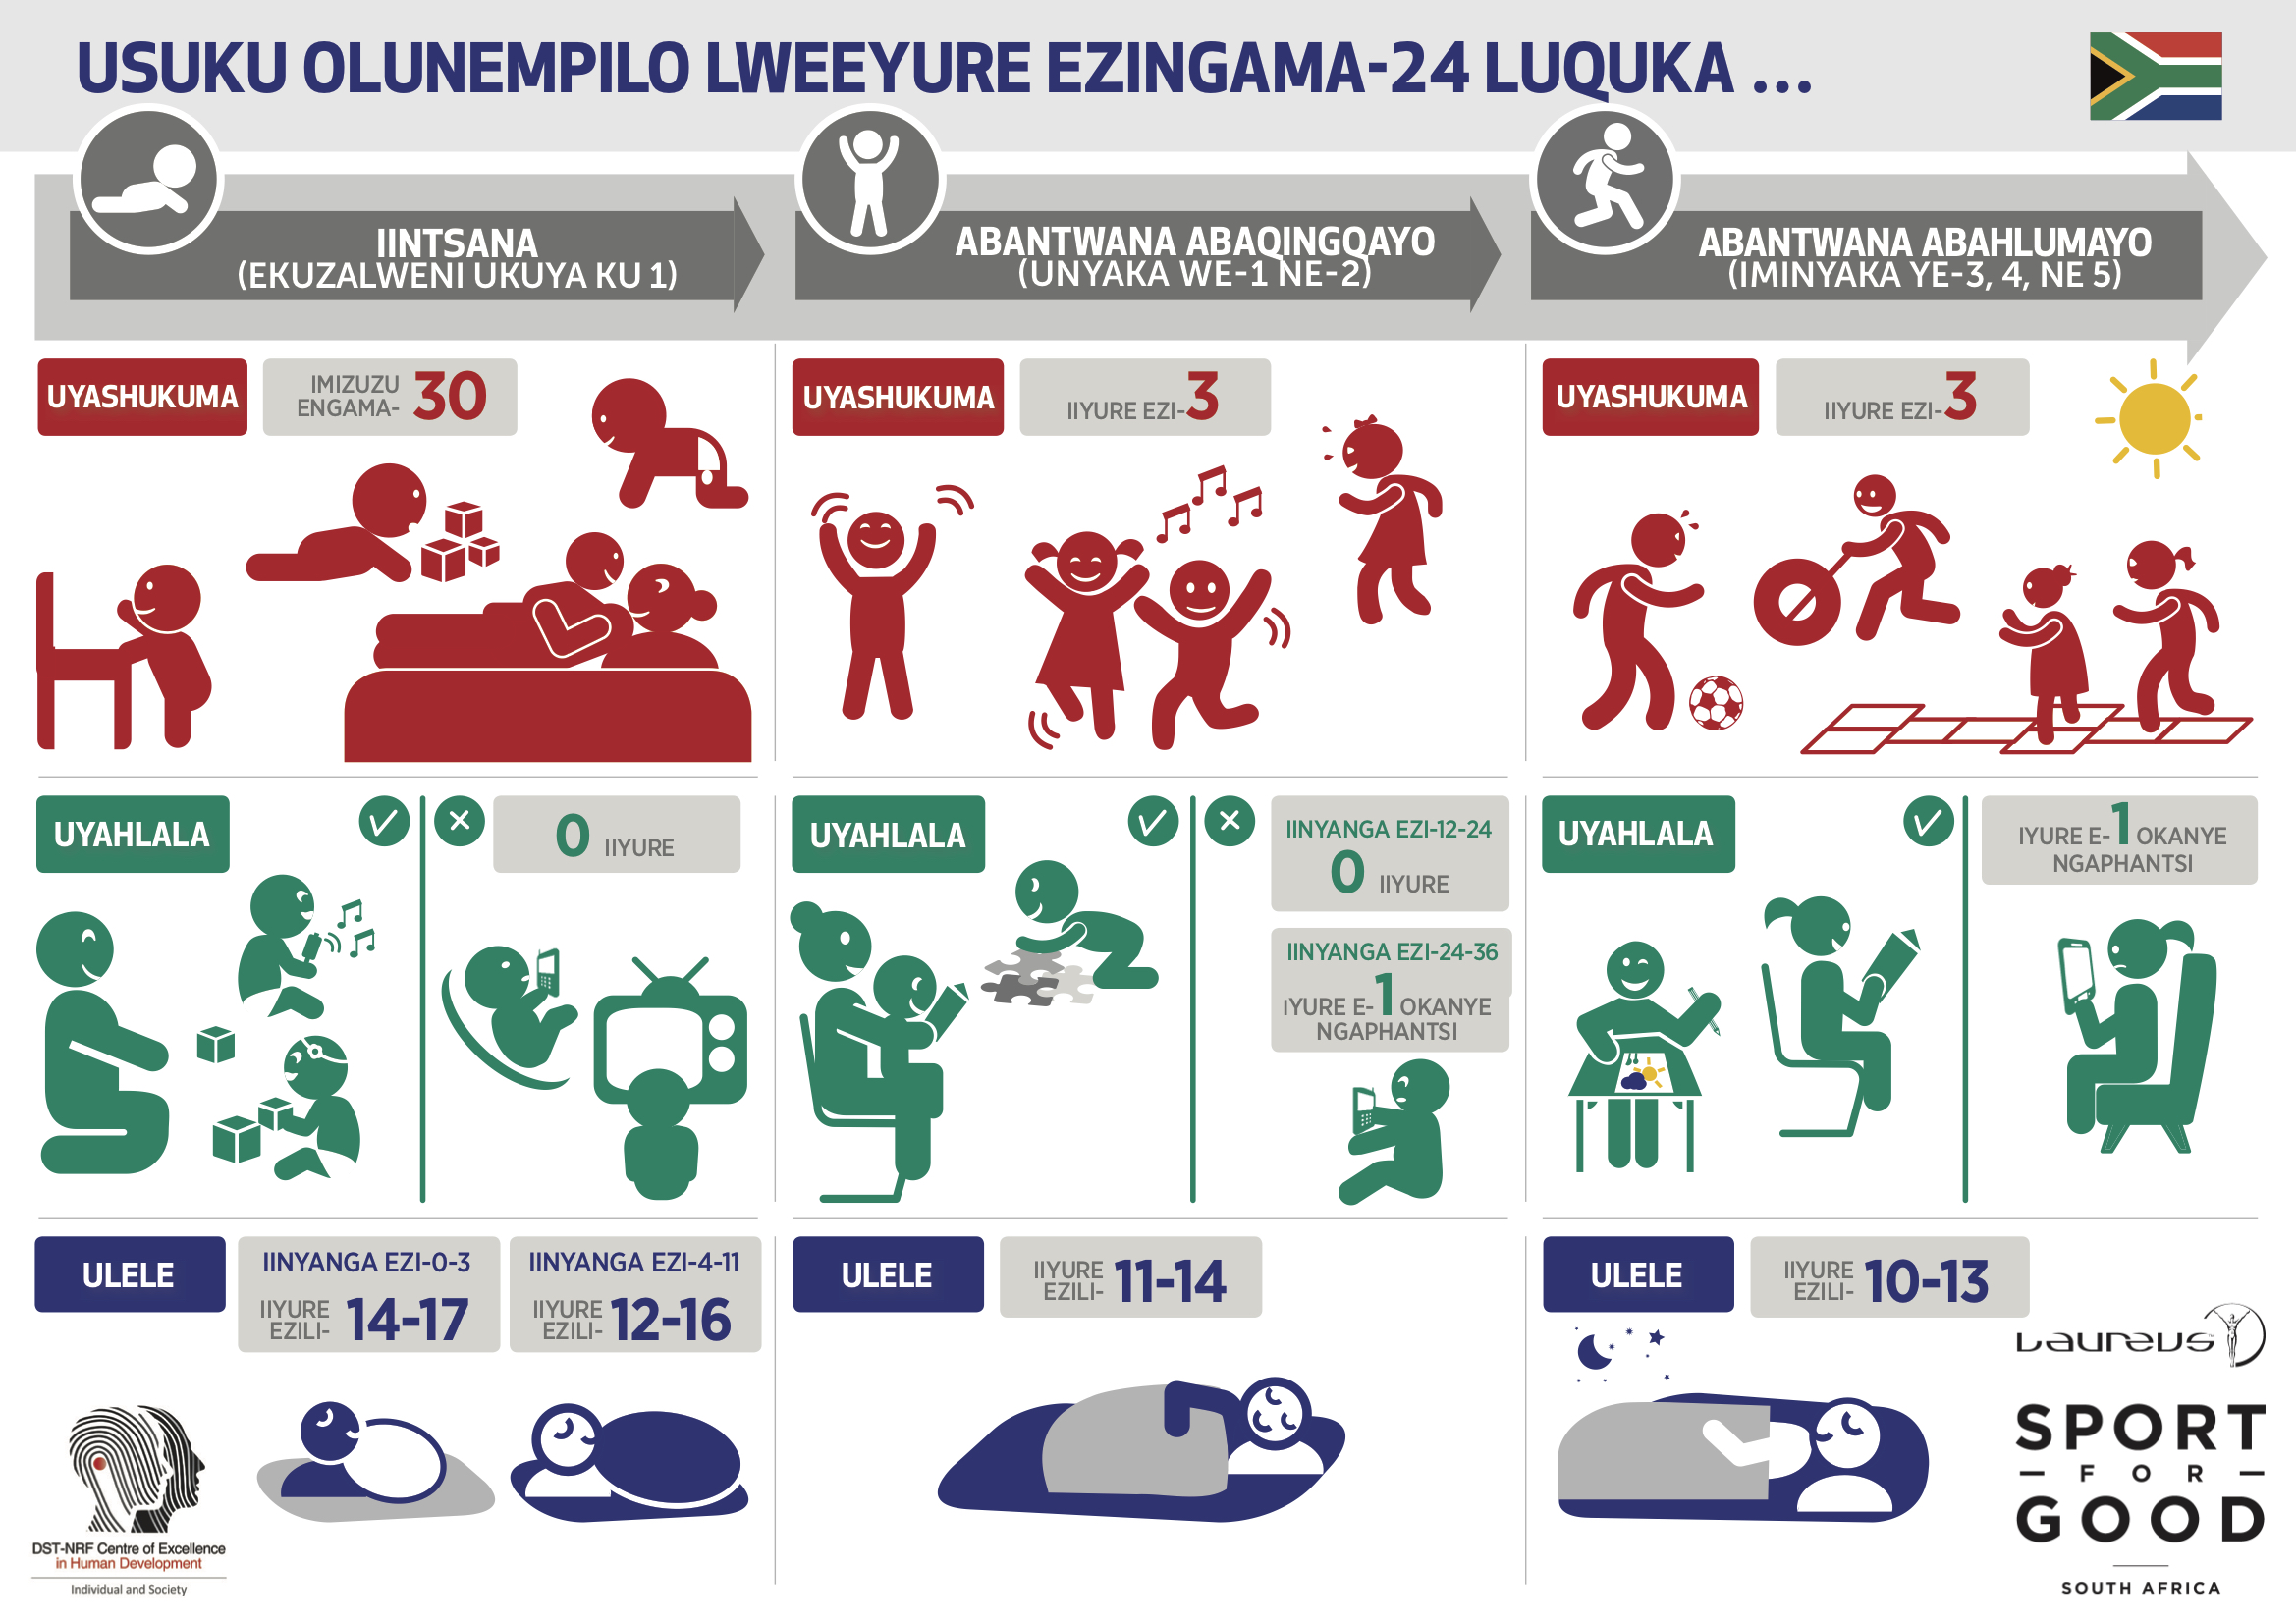 USUKU OLUNEMPILO LWEEYURE EZINGAMA-24 LUQUKA ...
IINTSANA
(EKUZALWENI UKUYA KU 1)
ABANTWANA ABAQINGQAYO
(UNYAKA WE-1 NE-2)
ABANTWANA ABAHLUMAYO
(IMINYAKA YE-3, 4, NE 5)
UYASHUKUMA
IMIZUZU
ENGAMA- 30
UYASHUKUMA
IIYURE EZI-3
UYASHUKUMA
IIYURE EZI-3
UYAHLALA
0 IIYURE
UYAHLALA
IINYANGA EZI-12-24
0 IIYURE
IINYANGA EZI-24-36
IYURE E-1 OKANYE
NGAPHANTSI
UYAHLALA
IYURE E-1 OKANYE
NGAPHANTSI
ULELE
IINYANGA EZI-0-3
IIYURE
EZILI- 14-17
IINYANGA EZI-4-11
IIYURE
EZILI- 12-16
ULELE
IIYURE
EZILI- 11-14
ULELE
IIYURE
EZILI- 10-13
DST-NRF Centre of Excellence
in Human Development
Individual and Society
LAUREUS™
SPORT
FOR
GOOD
SOUTH AFRICA